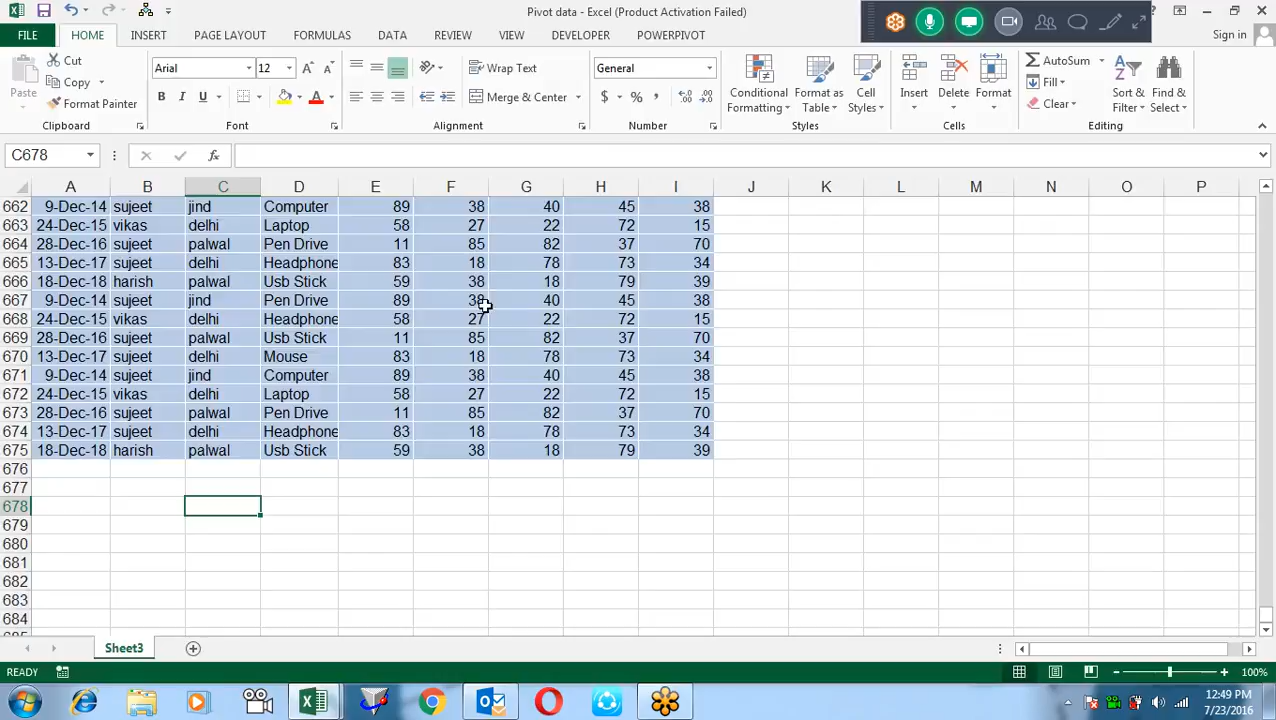 Pivot data - Excel (Product Activation Failed)
FILE HOME INSERT PAGE LAYOUT FORMULAS DATA REVIEW VIEW DEVELOPER POWERPIVOT Sign in
Paste Cut Copy Format Painter Clipboard
Arial 12 B I U A Font
Wrap Text Merge & Center Alignment
General $ % , Number
Conditional Formatting Format as Table Cell Styles Styles
Insert Delete Format Cells
AutoSum Fill Clear Sort & Filter Find & Select Editing
C678 fx
A B C D E F G H I J K L M N O P
662 9-Dec-14 sujeet jind Computer 89 38 40 45 38
663 24-Dec-15 vikas delhi Laptop 58 27 22 72 15
664 28-Dec-16 sujeet palwal Pen Drive 11 85 82 37 70
665 13-Dec-17 sujeet delhi Headphone 83 18 78 73 34
666 18-Dec-18 harish palwal Usb Stick 59 38 18 79 39
667 9-Dec-14 sujeet jind Pen Drive 89 38 40 45 38
668 24-Dec-15 vikas delhi Headphone 58 27 22 72 15
669 28-Dec-16 sujeet palwal Usb Stick 11 85 82 37 70
670 13-Dec-17 sujeet delhi Mouse 83 18 78 73 34
671 9-Dec-14 sujeet jind Computer 89 38 40 45 38
672 24-Dec-15 vikas delhi Laptop 58 27 22 72 15
673 28-Dec-16 sujeet palwal Pen Drive 11 85 82 37 70
674 13-Dec-17 sujeet delhi Headphone 83 18 78 73 34
675 18-Dec-18 harish palwal Usb Stick 59 38 18 79 39
676
677
678
679
680
681
682
683
684
Sheet3
READY 100%
12:49 PM
7/23/2016